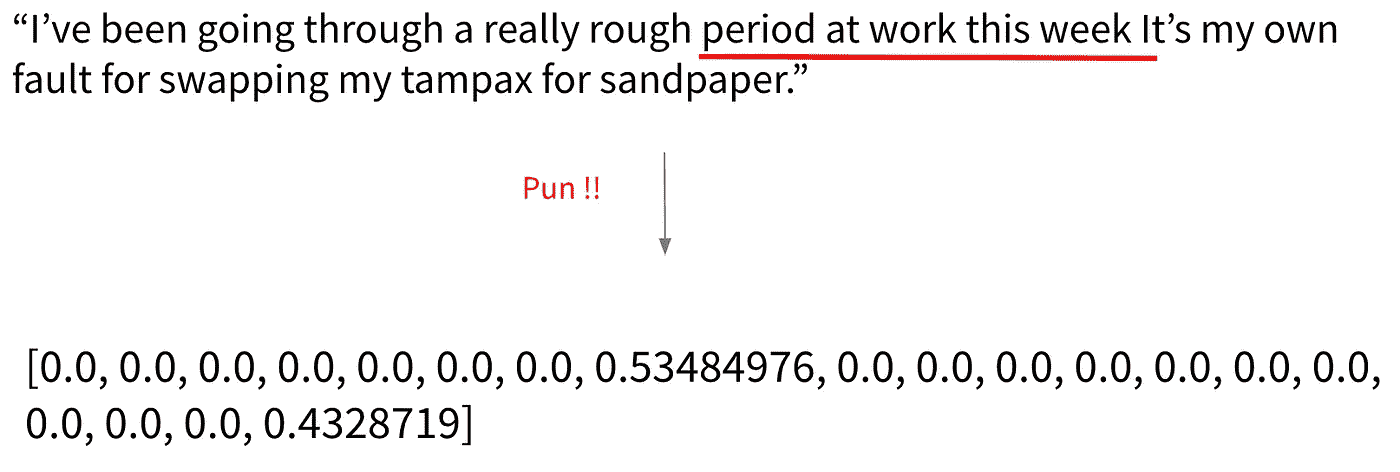 “I’ve been going through a really rough period at work this week It’s my own
fault for swapping my tampax for sandpaper.”
Pun !!
[0.0, 0.0, 0.0, 0.0, 0.0, 0.0, 0.0, 0.53484976, 0.0, 0.0, 0.0, 0.0, 0.0, 0.0, 0.0,
0.0, 0.0, 0.0, 0.4328719]